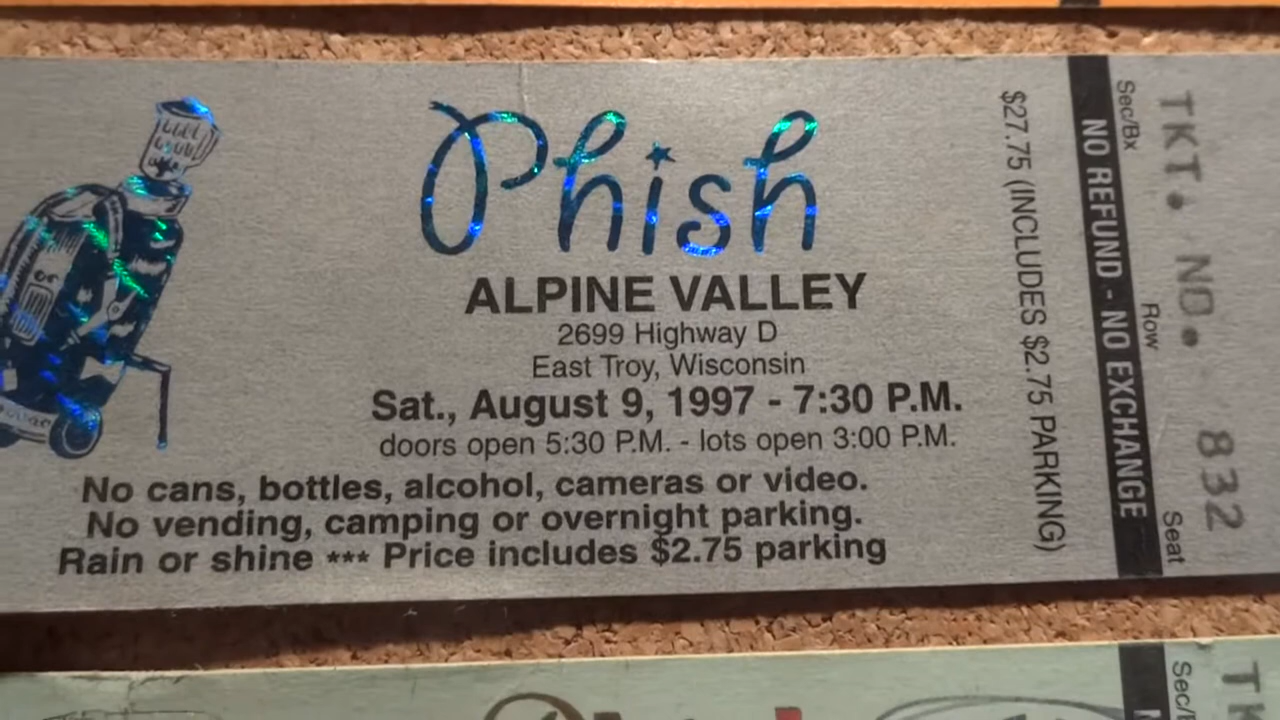 Phish
ALPINE VALLEY
2699 Highway D
East Troy, Wisconsin
Sat., August 9, 1997 - 7:30 P.M.
doors open 5:30 P.M. - lots open 3:00 P.M.
No cans, bottles, alcohol, cameras or video.
No vending, camping or overnight parking.
Rain or shine *** Price includes $2.75 parking
$27.75 (INCLUDES $2.75 PARKING)
NO REFUND - NO EXCHANGE
Sec/Bx Row Seat
TKT. NO. 832